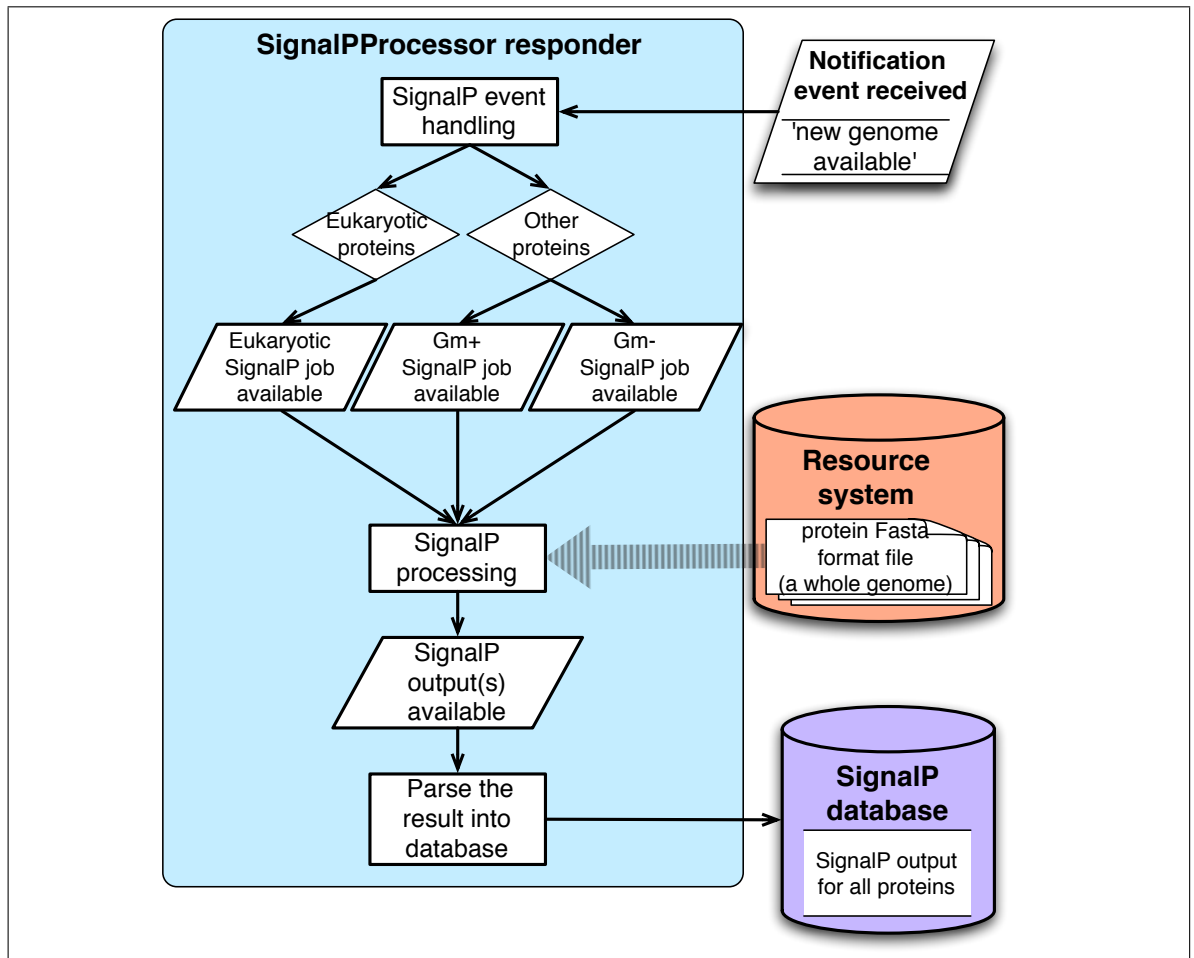 SignalPProcessor responder
Notification
event received
'new genome
available'
SignalP event
handling
Eukaryotic
proteins
Other
proteins
Eukaryotic
SignalP job
available
Gm+
SignalP job
available
Gm-
SignalP job
available
Resource
system
protein Fasta
format file
(a whole genome)
SignalP
processing
SignalP
output(s)
available
Parse the
result into
database
SignalP
database
SignalP output
for all proteins